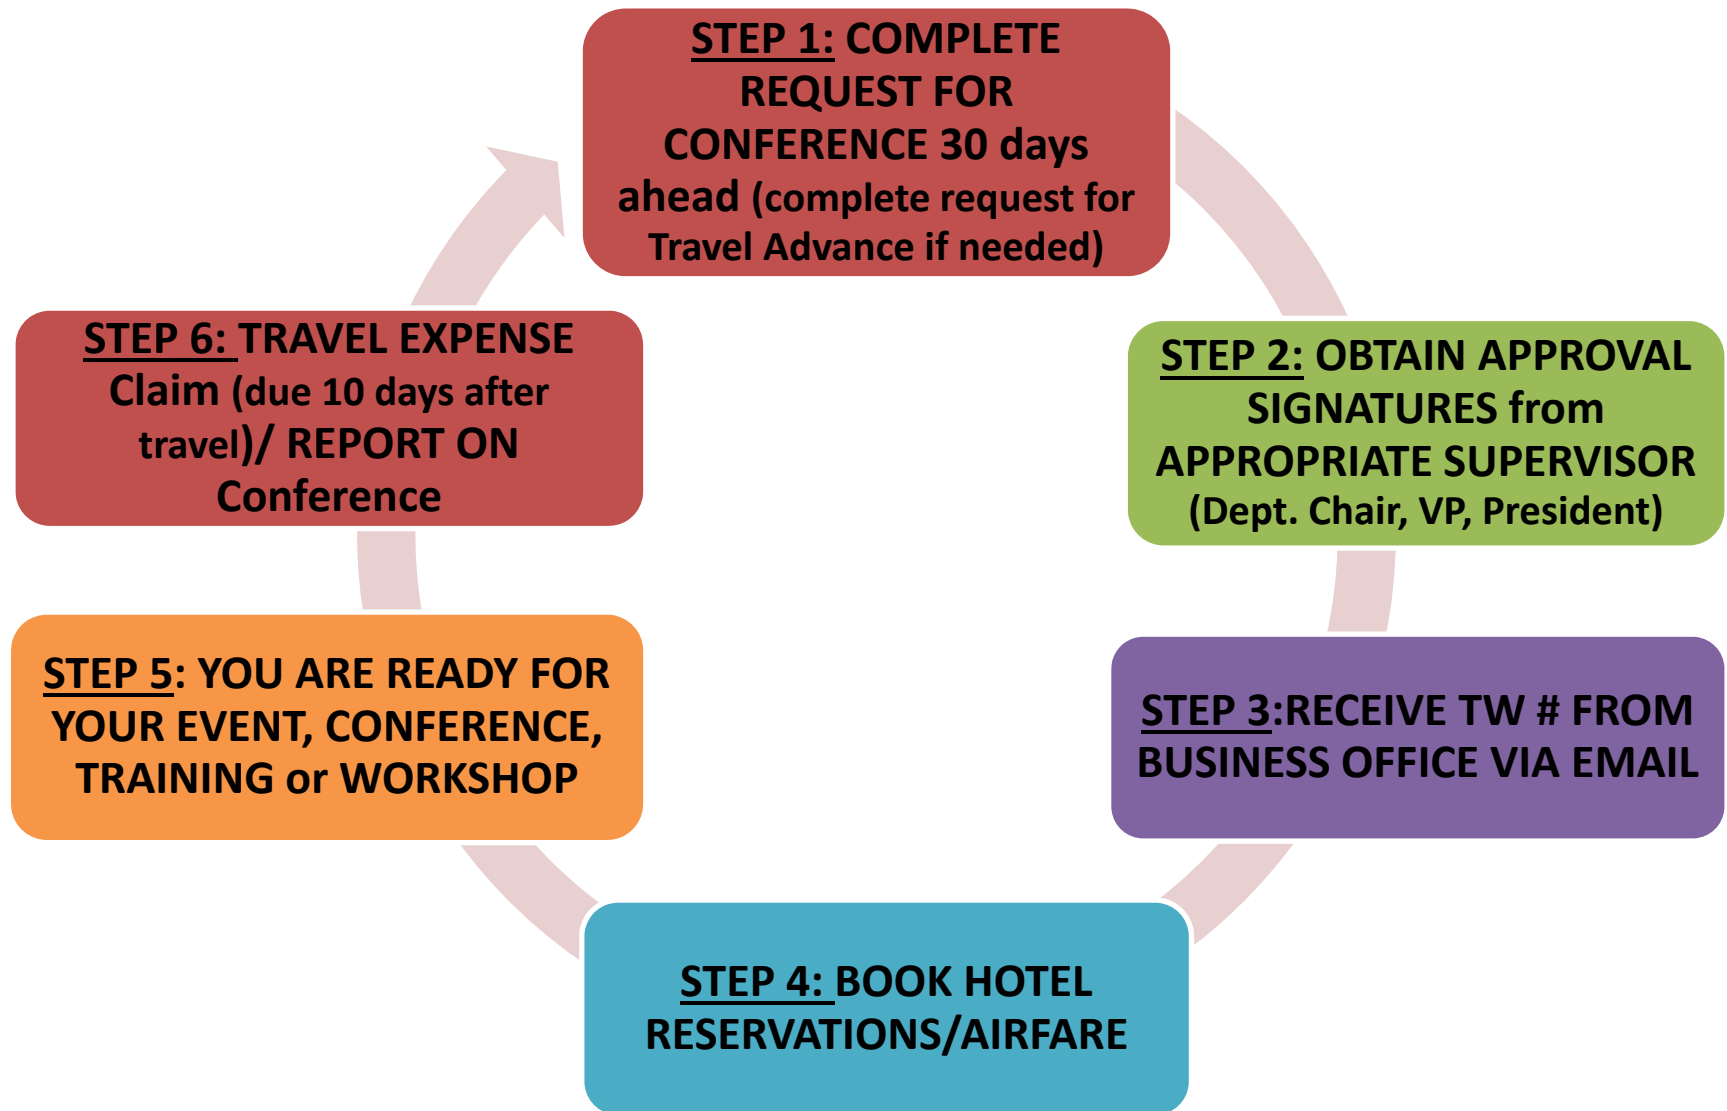 STEP 1: COMPLETE
REQUEST FOR
CONFERENCE 30 days
ahead (complete request for
Travel Advance if needed)
STEP 2: OBTAIN APPROVAL
SIGNATURES from
APPROPRIATE SUPERVISOR
(Dept. Chair, VP, President)
STEP 3:RECEIVE TW # FROM
BUSINESS OFFICE VIA EMAIL
STEP 4: BOOK HOTEL
RESERVATIONS/AIRFARE
STEP 5: YOU ARE READY FOR
YOUR EVENT, CONFERENCE,
TRAINING or WORKSHOP
STEP 6: TRAVEL EXPENSE
Claim (due 10 days after
travel)/ REPORT ON
Conference